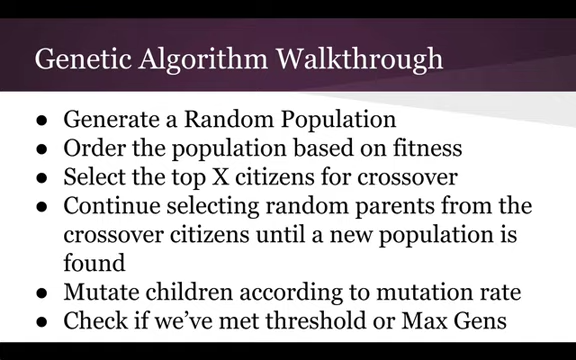 Genetic Algorithm Walkthrough
● Generate a Random Population
● Order the population based on fitness
● Select the top X citizens for crossover
● Continue selecting random parents from the
crossover citizens until a new population is
found
● Mutate children according to mutation rate
● Check if we've met threshold or Max Gens